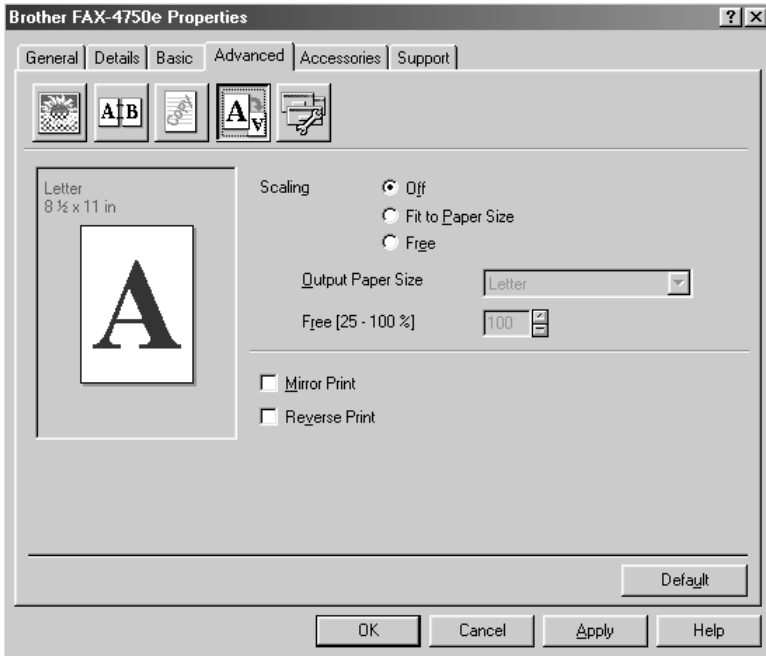 Brother FAX-4750e Properties
General Details Basic Advanced Accessories Support
A B Copy A A
Letter
8 ½ x 11 in
A
Scaling Off
Fit to Paper Size
Free
Output Paper Size Letter
Free [25 - 100 %] 100
Mirror Print
Reverse Print
Default
OK Cancel Apply Help